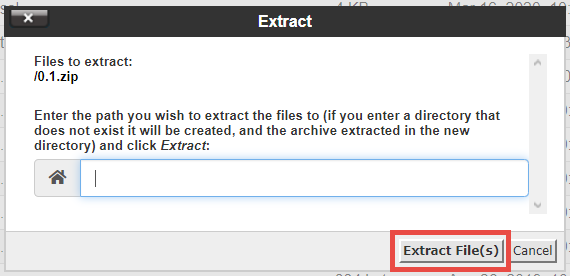 Extract
Files to extract:
/0.1.zip
Enter the path you wish to extract the files to (if you enter a directory that
does not exist it will be created, and the archive extracted in the new
directory) and click Extract:
Extract File(s) Cancel